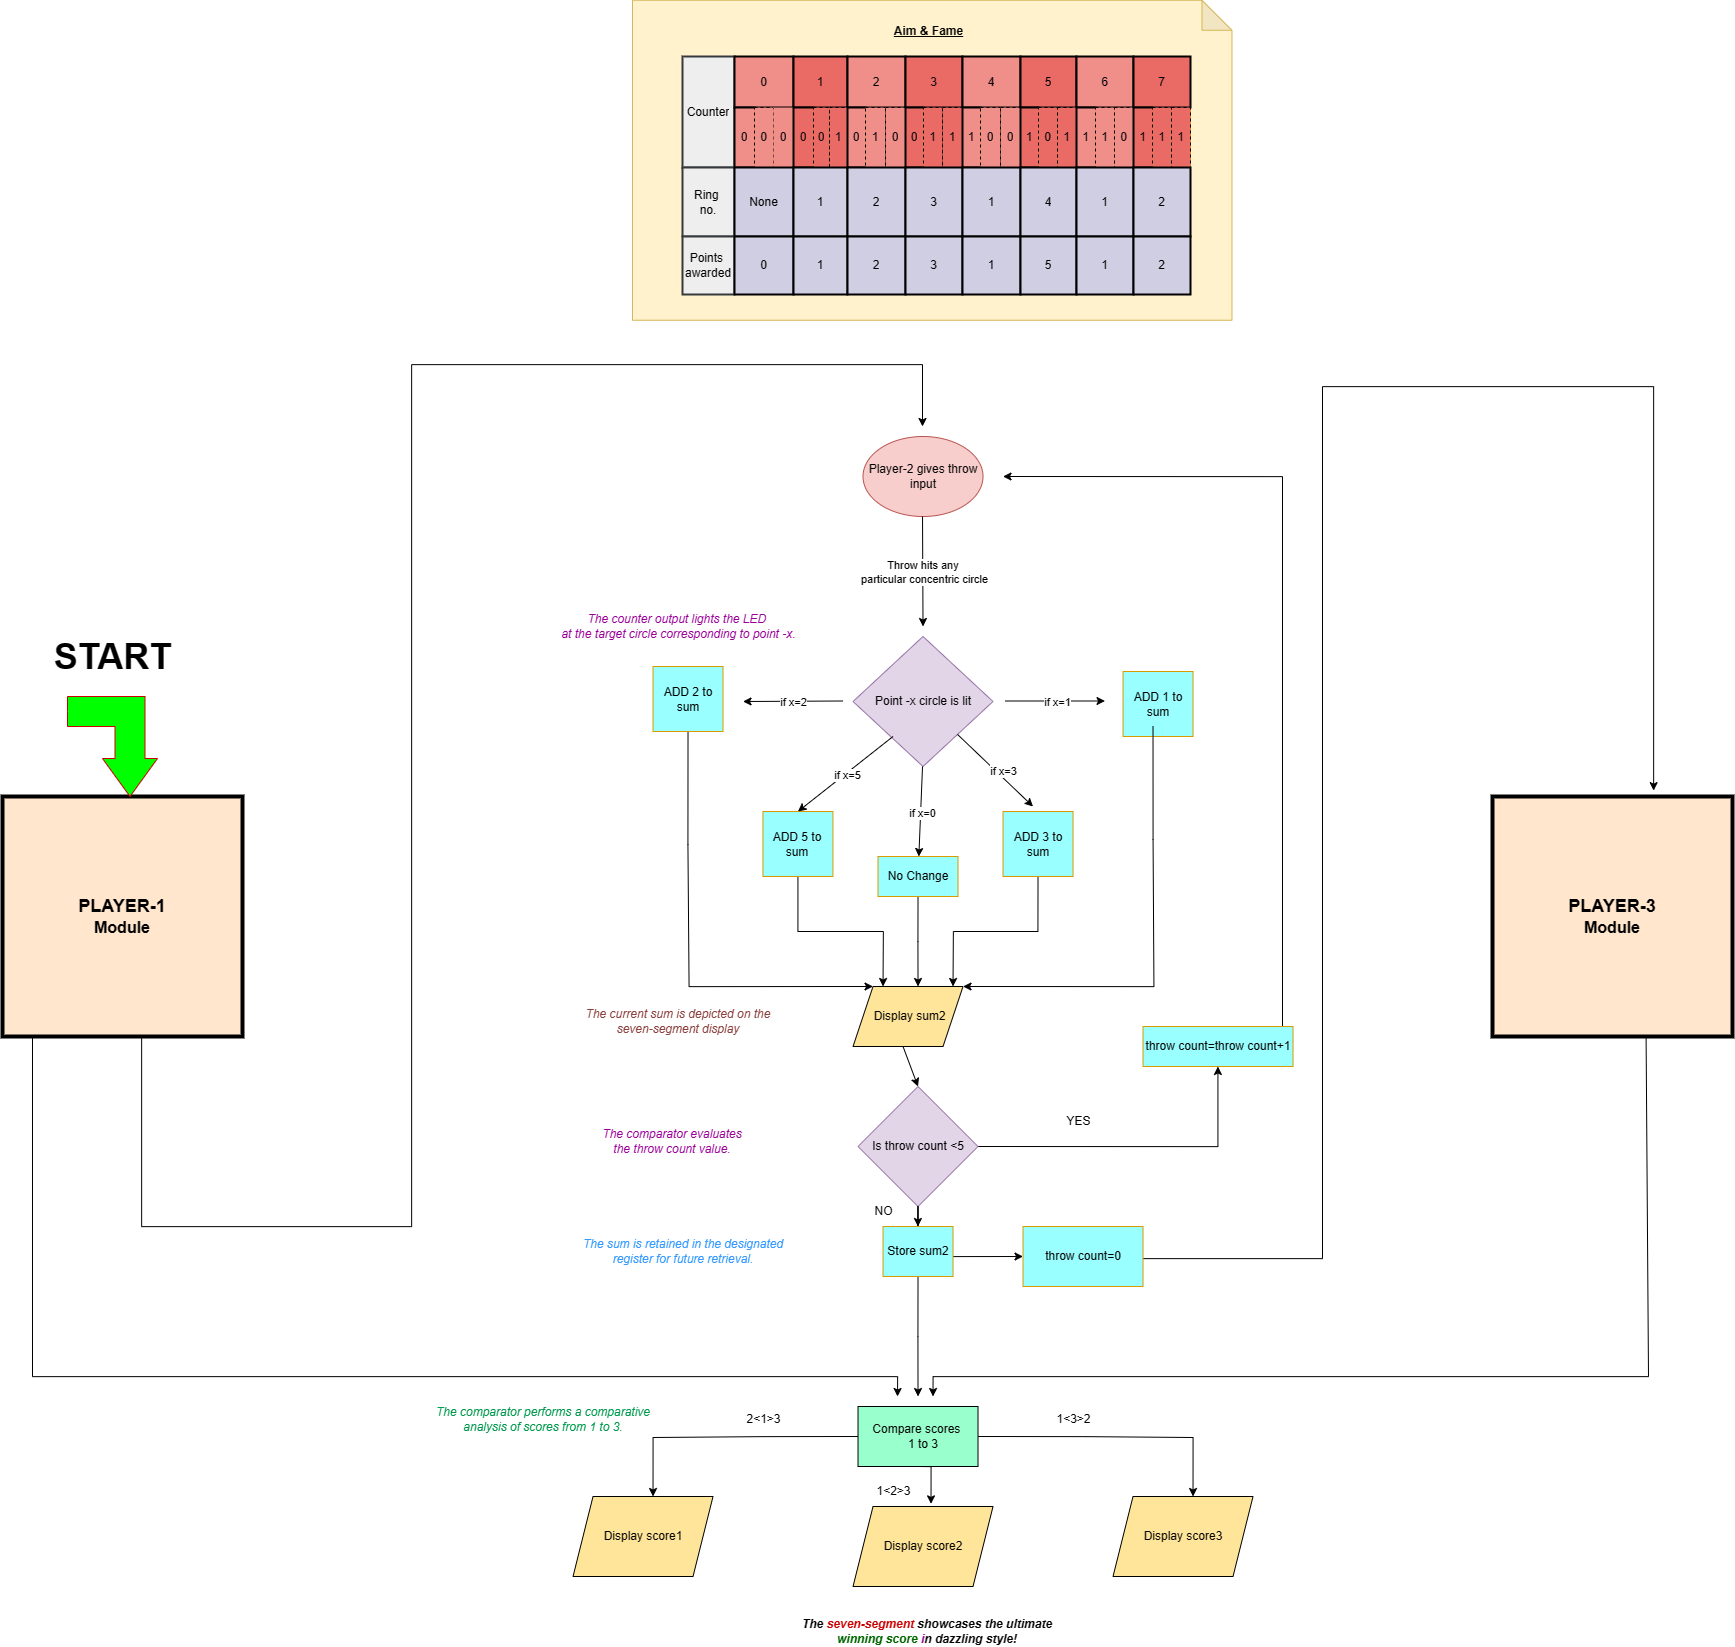 Aim & Fame
Counter
0 1 2 3 4 5 6 7
0 0 0 0 0 1 0 1 0 0 1 1 1 0 0 1 0 1 1 1 0 1 1 1
Ring
no.
None 1 2 3 1 4 1 2
Points
awarded
0 1 2 3 1 5 1 2
Player-2 gives throw
input
Throw hits any
particular concentric circle
The counter output lights the LED
at the target circle corresponding to point -x.
START
ADD 2 to
sum
if x=2
Point -x circle is lit
if x=1
ADD 1 to
sum
if x=5
if x=0
if x=3
ADD 5 to
sum
No Change
ADD 3 to
sum
PLAYER-1
Module
PLAYER-3
Module
The current sum is depicted on the
seven-segment display
Display sum2
throw count=throw count+1
The comparator evaluates
the throw count value.
Is throw count <5
YES
NO
The sum is retained in the designated
register for future retrieval.
Store sum2
throw count=0
The comparator performs a comparative
analysis of scores from 1 to 3.
2<1>3
Compare scores
1 to 3
1<3>2
1<2>3
Display score1
Display score2
Display score3
The seven-segment showcases the ultimate
winning score in dazzling style!